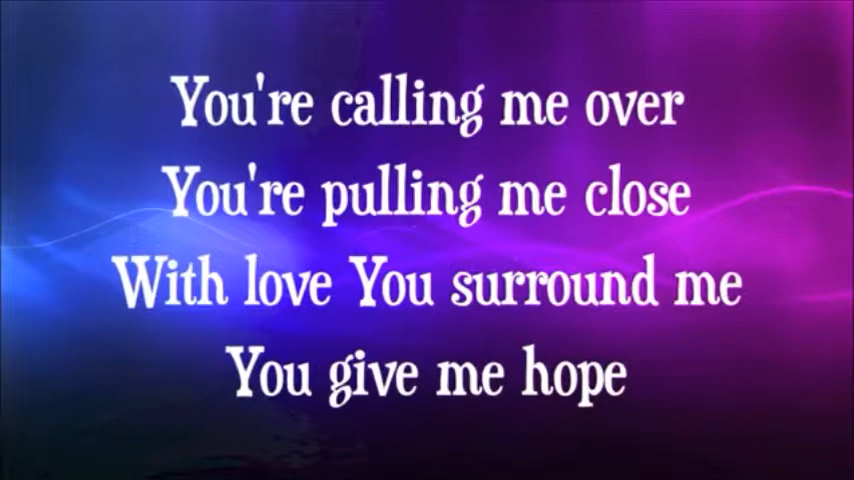 You're calling me over
You're pulling me close
With love You surround me
You give me hope